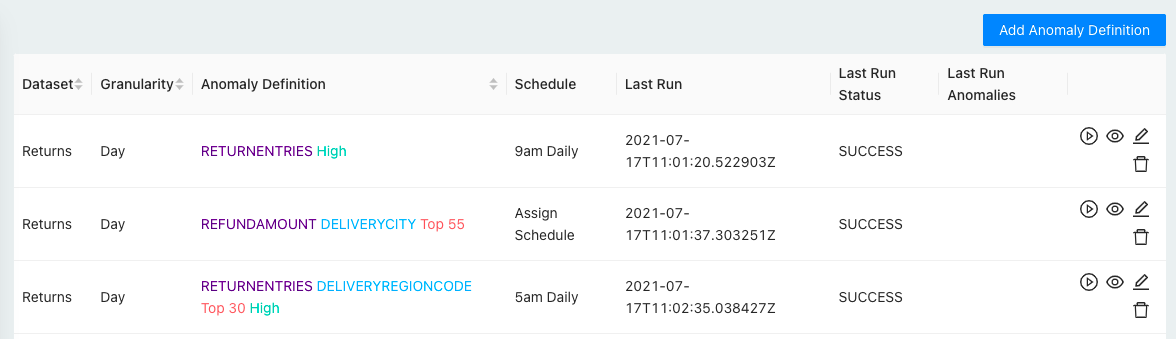 Add Anomaly Definition
Dataset Granularity Anomaly Definition Schedule Last Run Last Run Status Last Run Anomalies
Returns Day RETURNENTRIES High 9am Daily 2021-07-
17T11:01:20.522903Z SUCCESS
Returns Day REFUNDAMOUNT DELIVERYCITY Top 55 Assign
Schedule 2021-07-
17T11:01:37.303251Z SUCCESS
Returns Day RETURNENTRIES DELIVERYREGIONCODE
Top 30 High 5am Daily 2021-07-
17T11:02:35.038427Z SUCCESS